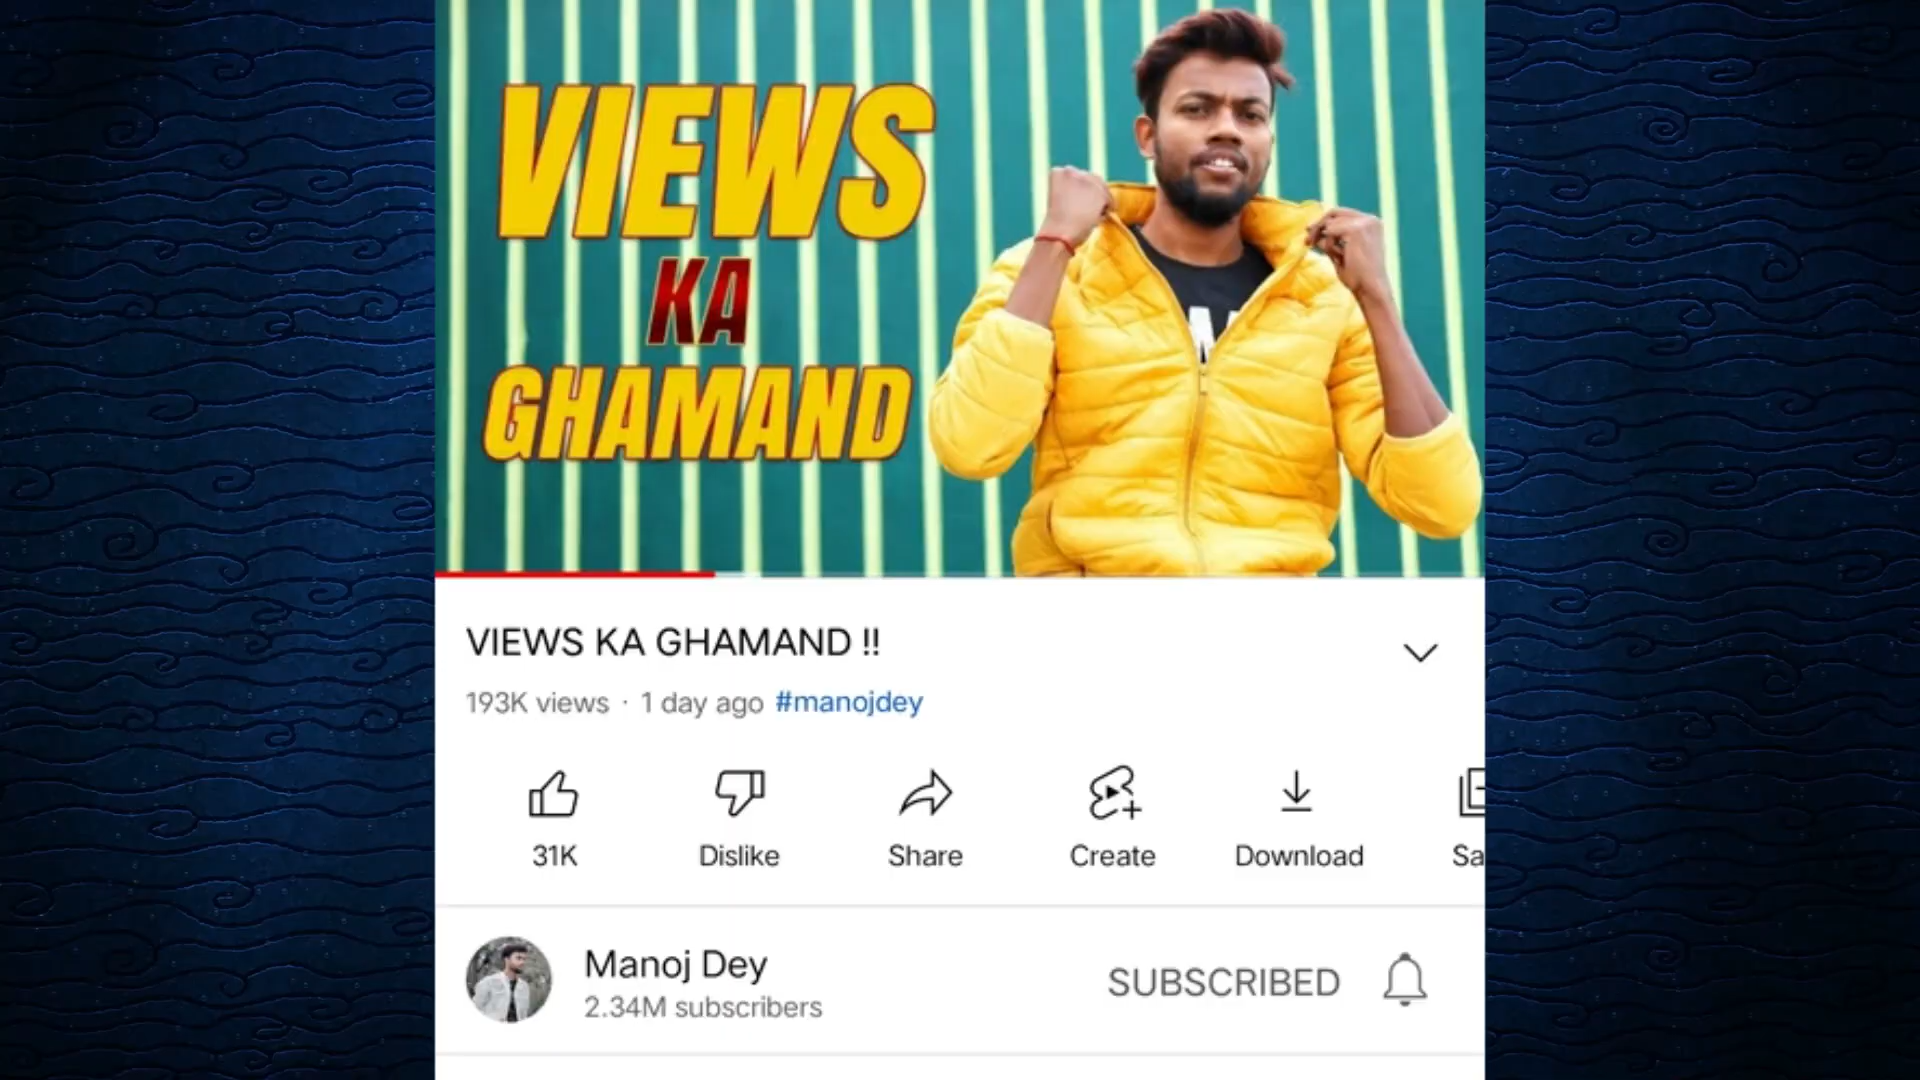 VIEWS
KA
GHAMAND
VIEWS KA GHAMAND !!
193K views · 1 day ago #manojdey
31K Dislike Share Create Download Sa
Manoj Dey SUBSCRIBED
2.34M subscribers